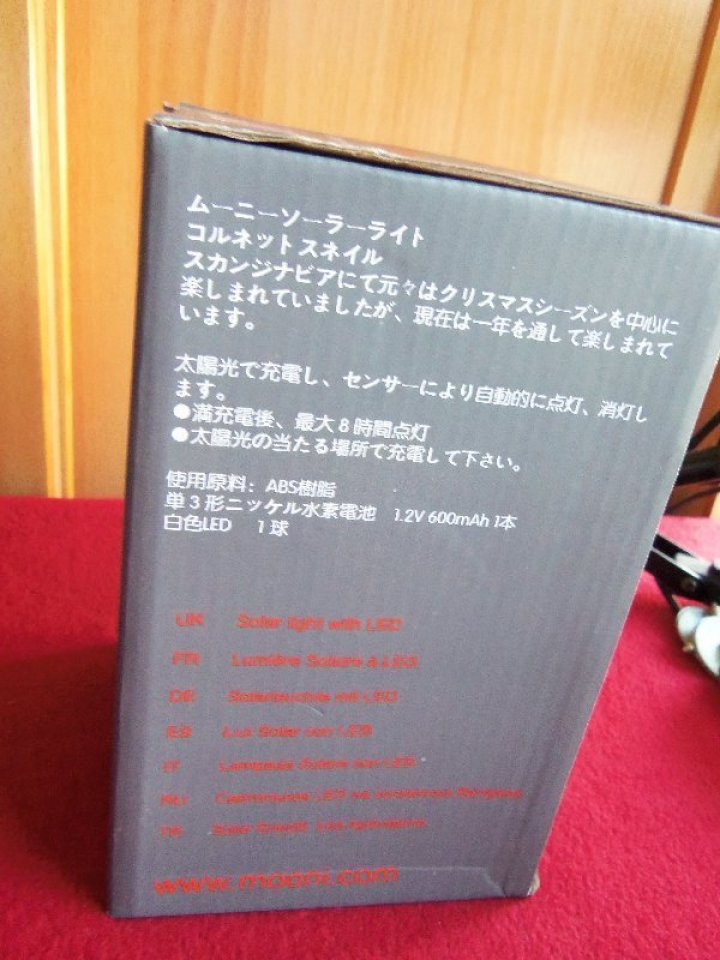 ムーニーソーラーライト
コルネットスネイル
スカンジナビアにて元々はクリスマスシーズンを中心に
楽しまれていましたが、現在は一年を通して楽しまれて
います。
太陽光で充電し、センサーにより自動的に点灯、消灯し
ます。
●満充電後、最大8時間点灯
●太陽光の当たる場所で充電して下さい。
使用原料：ABS樹脂
単3形ニッケル水素電池 1.2V 600mAh 1本
白色LED 1球
UK Solar light with LED
FR Lumière Solaire à LED
DE Solarleuchte mit LED
ES Lux Solar con LED
IT Lampada Solare con LED
RU LED
www.mooni.com